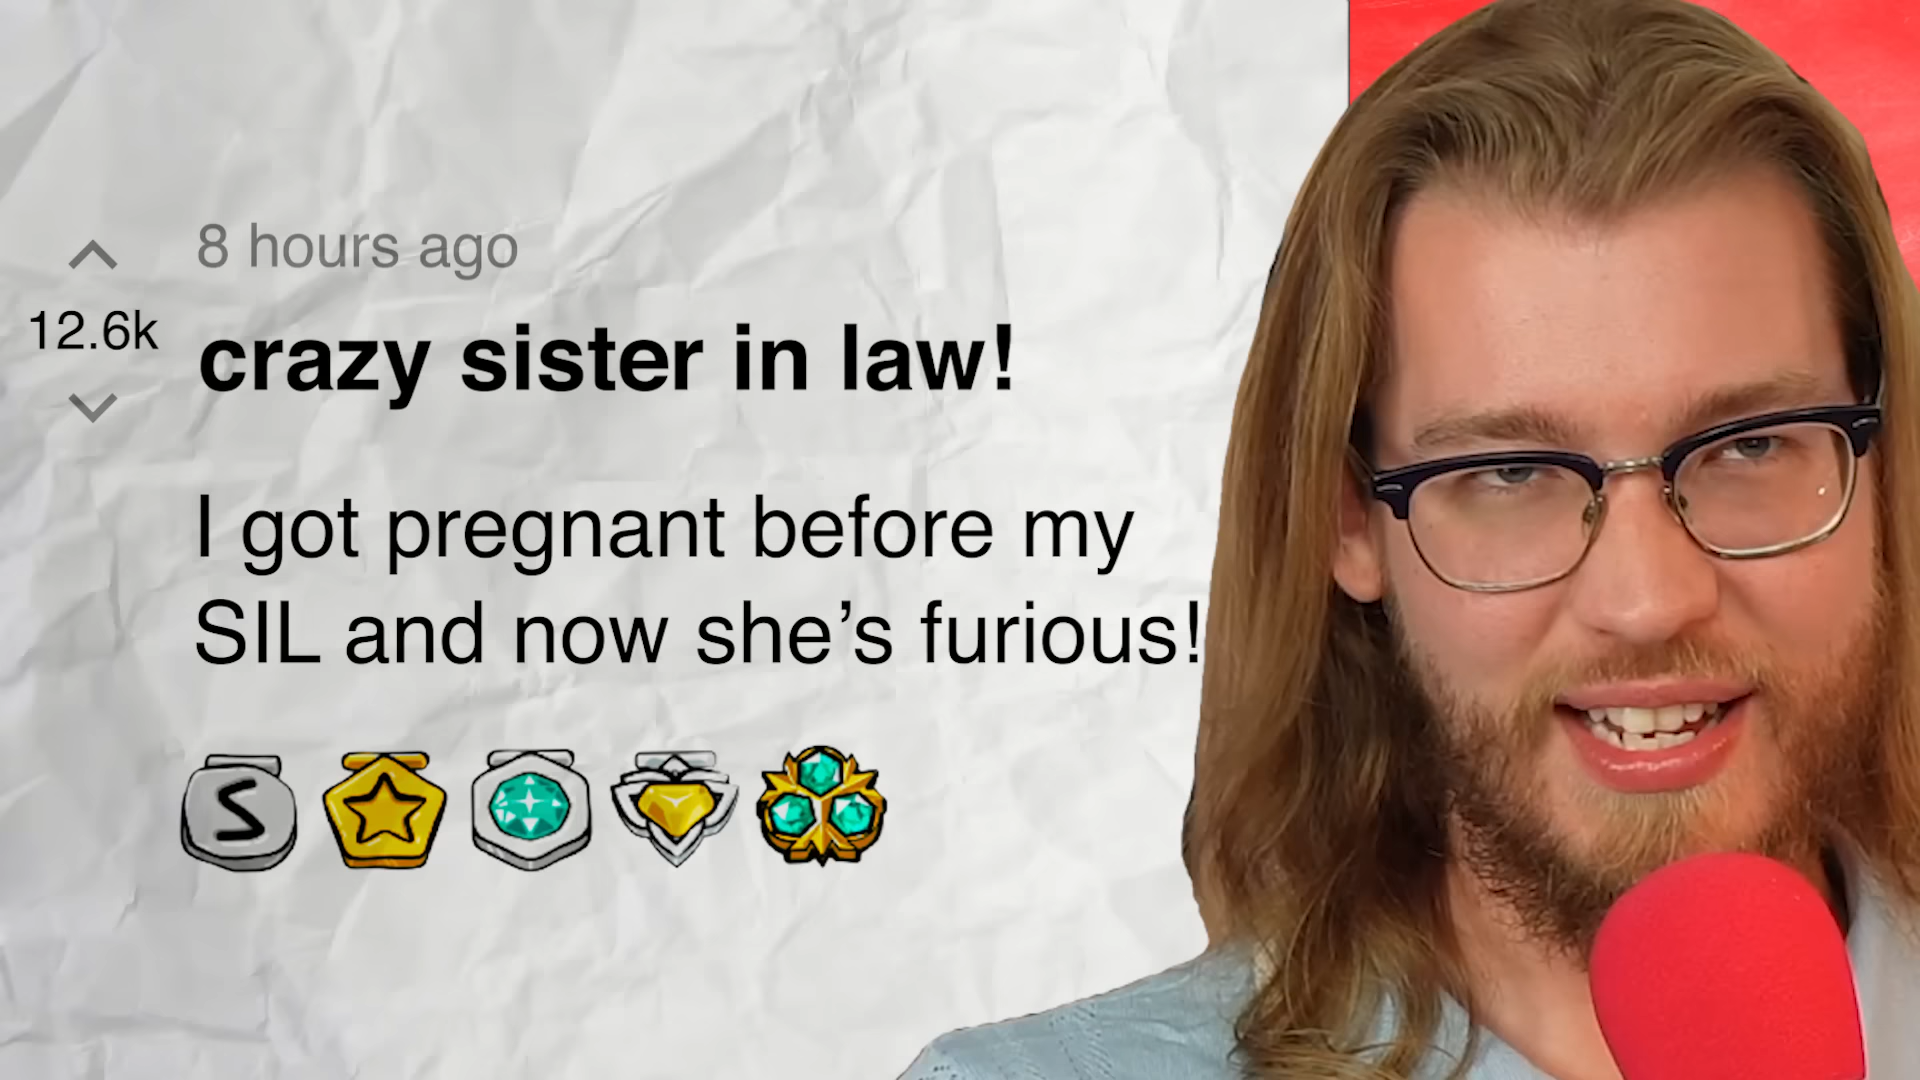 8 hours ago
12.6k
crazy sister in law!
I got pregnant before my
SIL and now she’s furious!
S